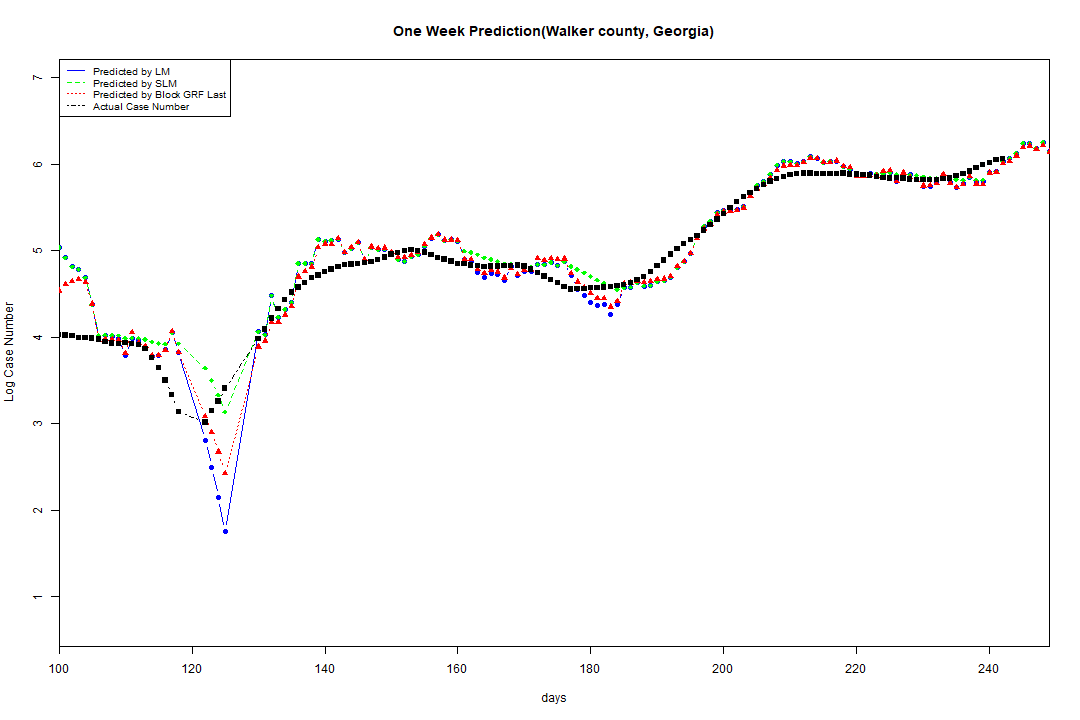 One Week Prediction(Walker county, Georgia)
Predicted by LM
Predicted by SLM
Predicted by Block GRF Last
Actual Case Number
7
6
5
4
3
2
1
Log Case Number
100 120 140 160 180 200 220 240
days